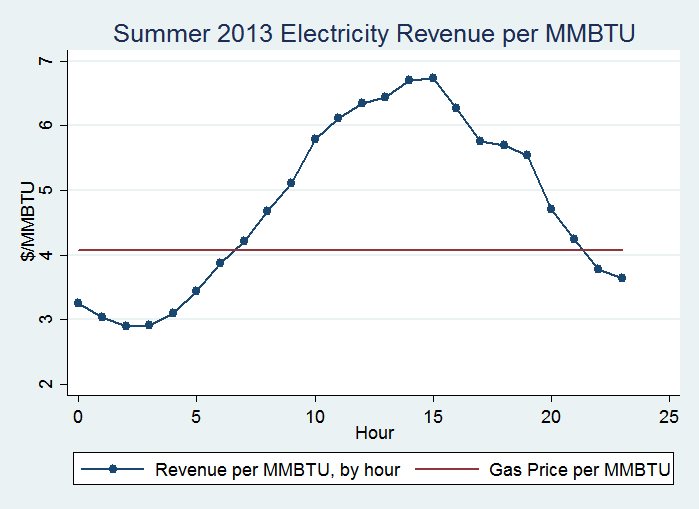 Summer 2013 Electricity Revenue per MMBTU
$/MMBTU
7
6
5
4
3
2
0 5 10 15 20 25
Hour
Revenue per MMBTU, by hour Gas Price per MMBTU